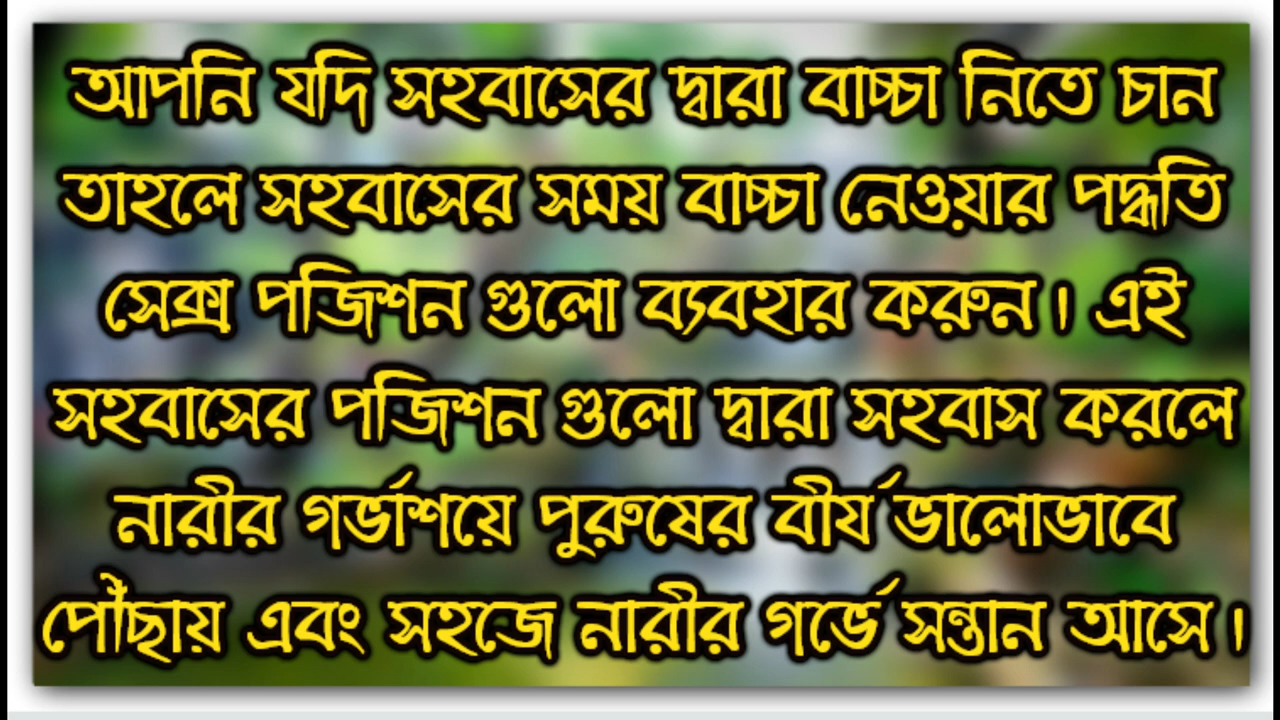 আপনি যদি সহবাসের দ্বারা বাচ্চা নিতে চান
তাহলে সহবাসের সময় বাচ্চা নেওয়ার পদ্ধতি
সেক্স পজিশন গুলো ব্যবহার করুন। এই
সহবাসের পজিশন গুলো দ্বারা সহবাস করলে
নারীর গর্ভাশয়ে পুরুষের বীর্য ভালোভাবে
পৌঁছায় এবং সহজে নারীর গর্ভে সন্তান আসে।